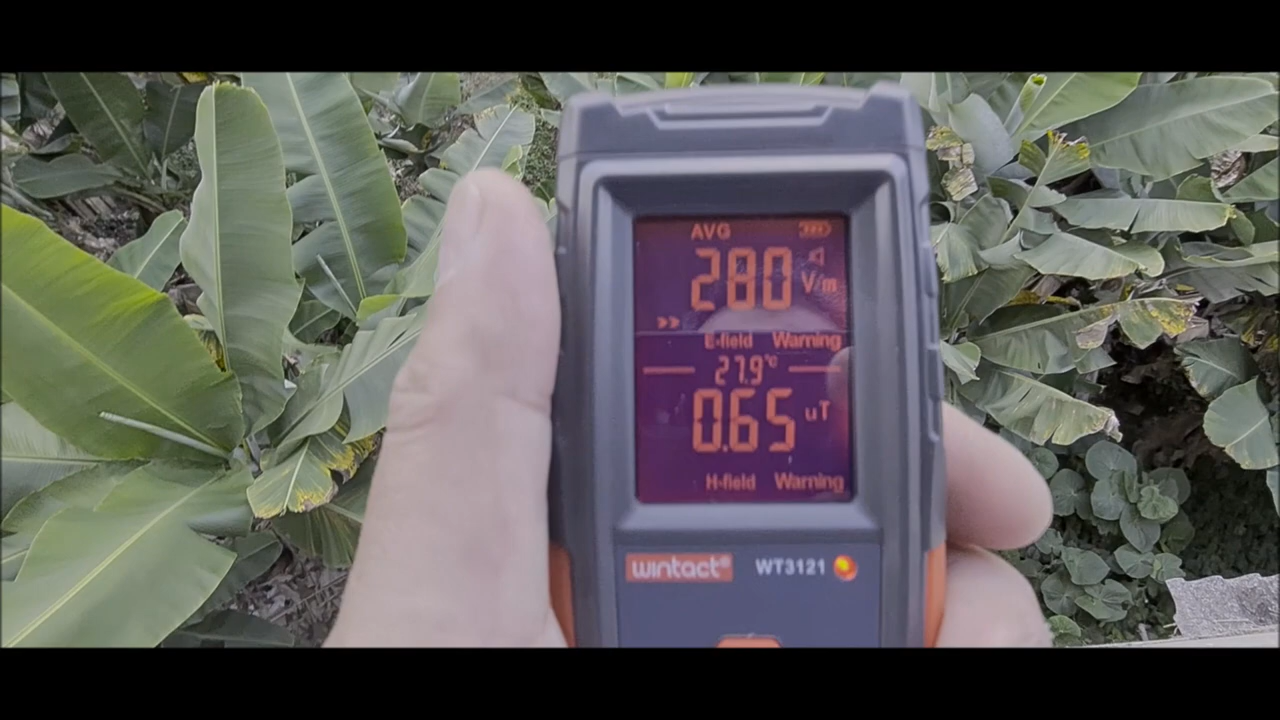 AVG
280 V/m
E-field Warning
27.9°C
0.65 uT
H-field Warning
wintact® WT3121